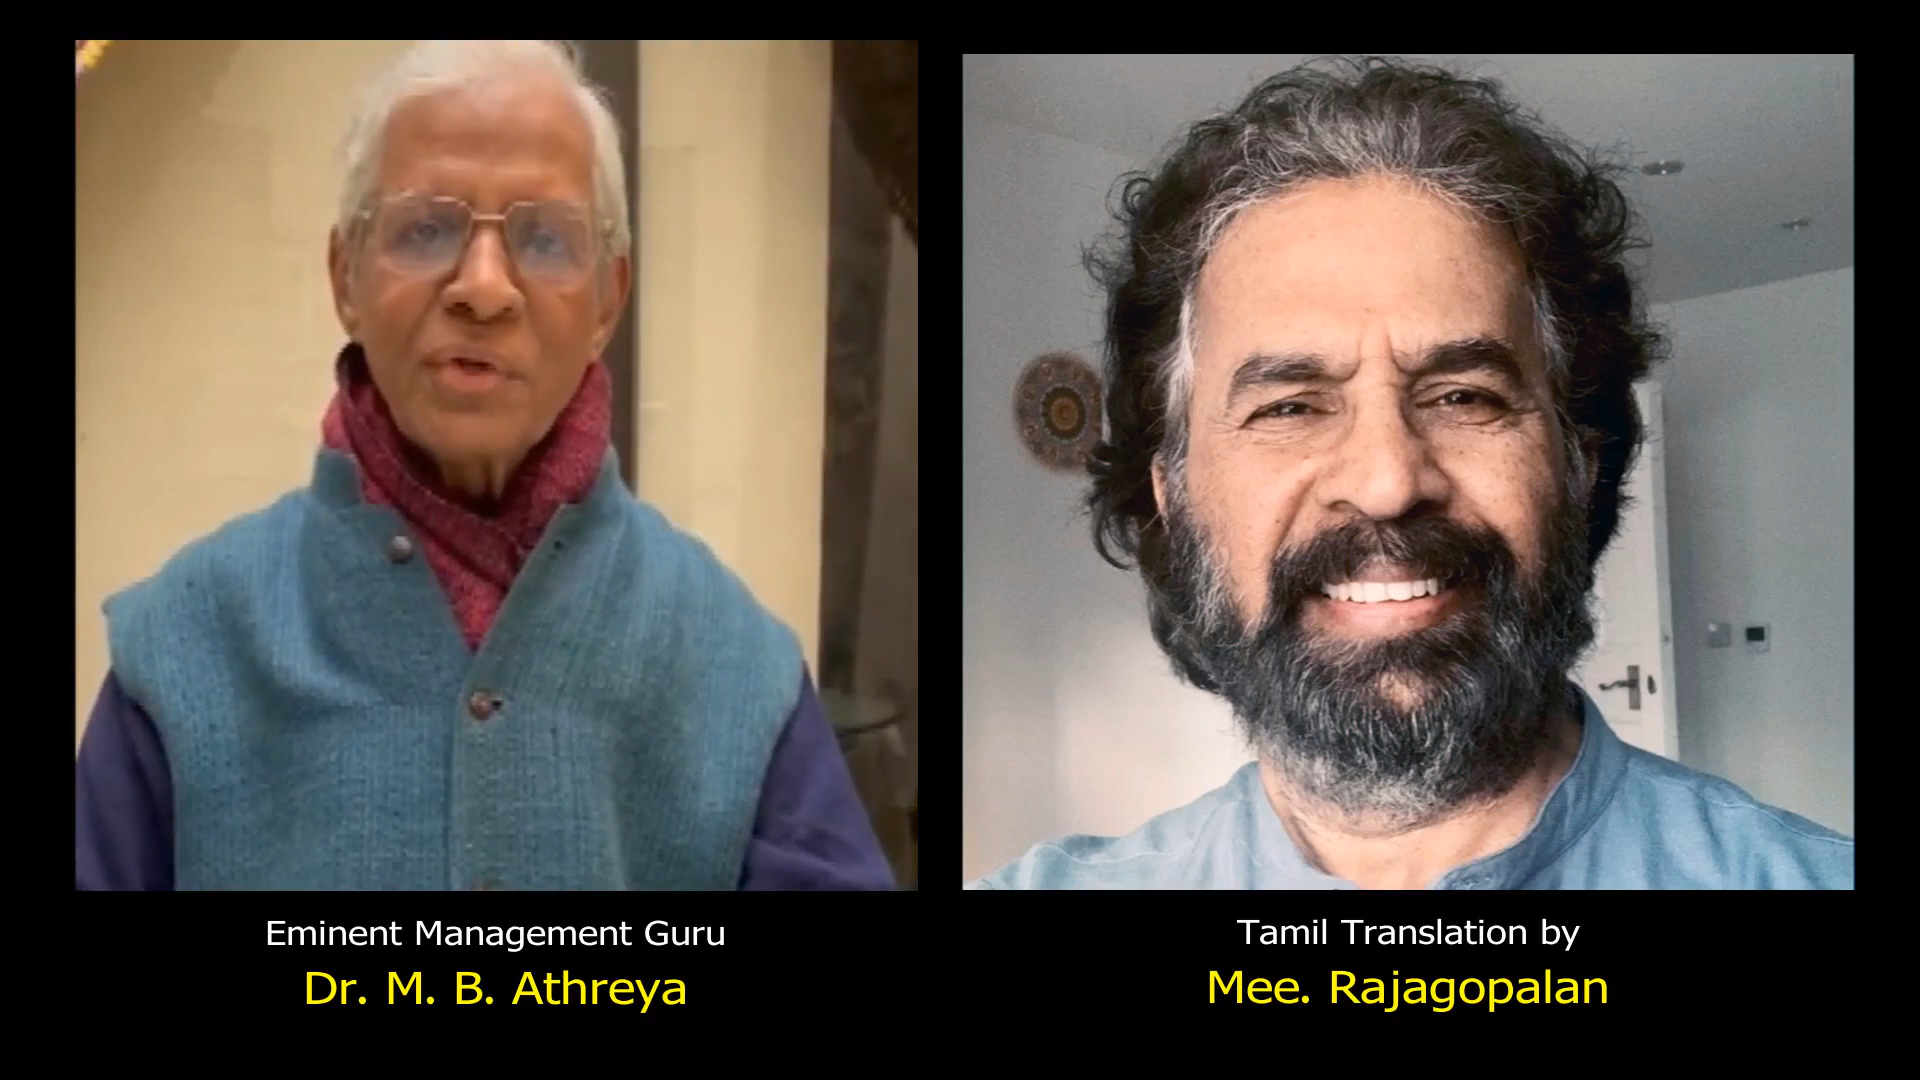 Eminent Management Guru
Dr. M. B. Athreya
Tamil Translation by
Mee. Rajagopalan